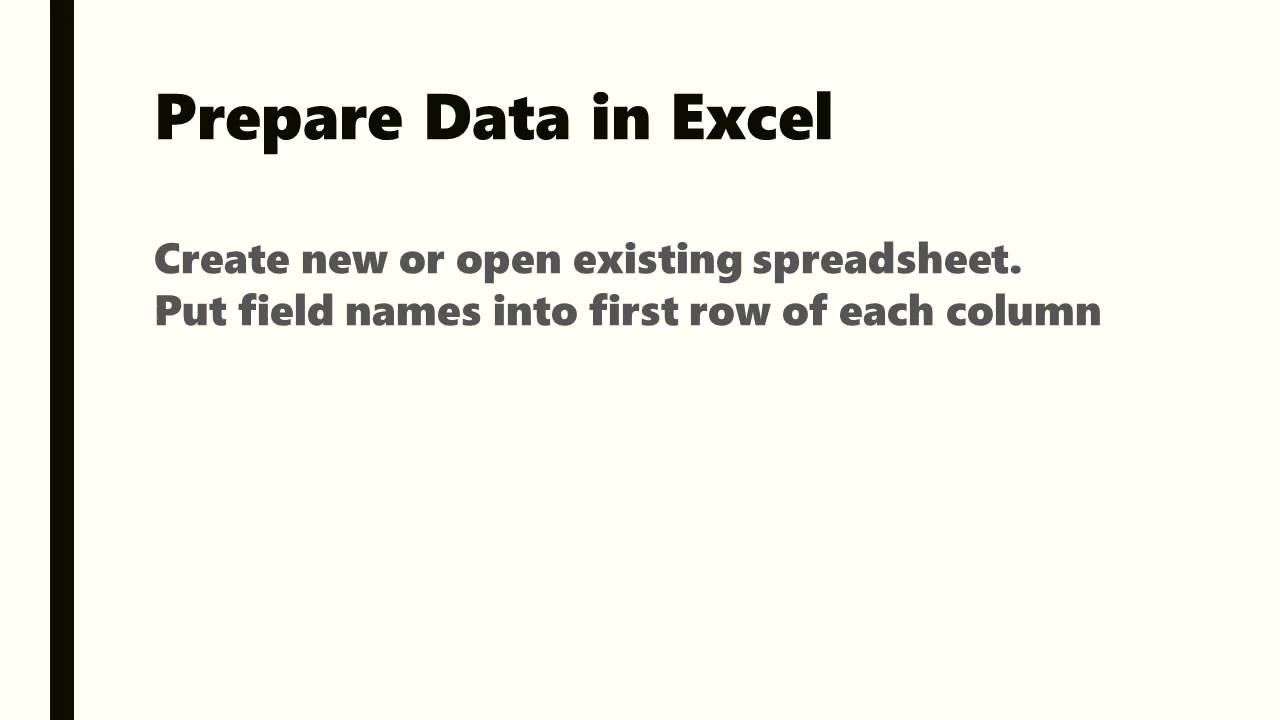 Prepare Data in Excel
Create new or open existing spreadsheet.
Put field names into first row of each column